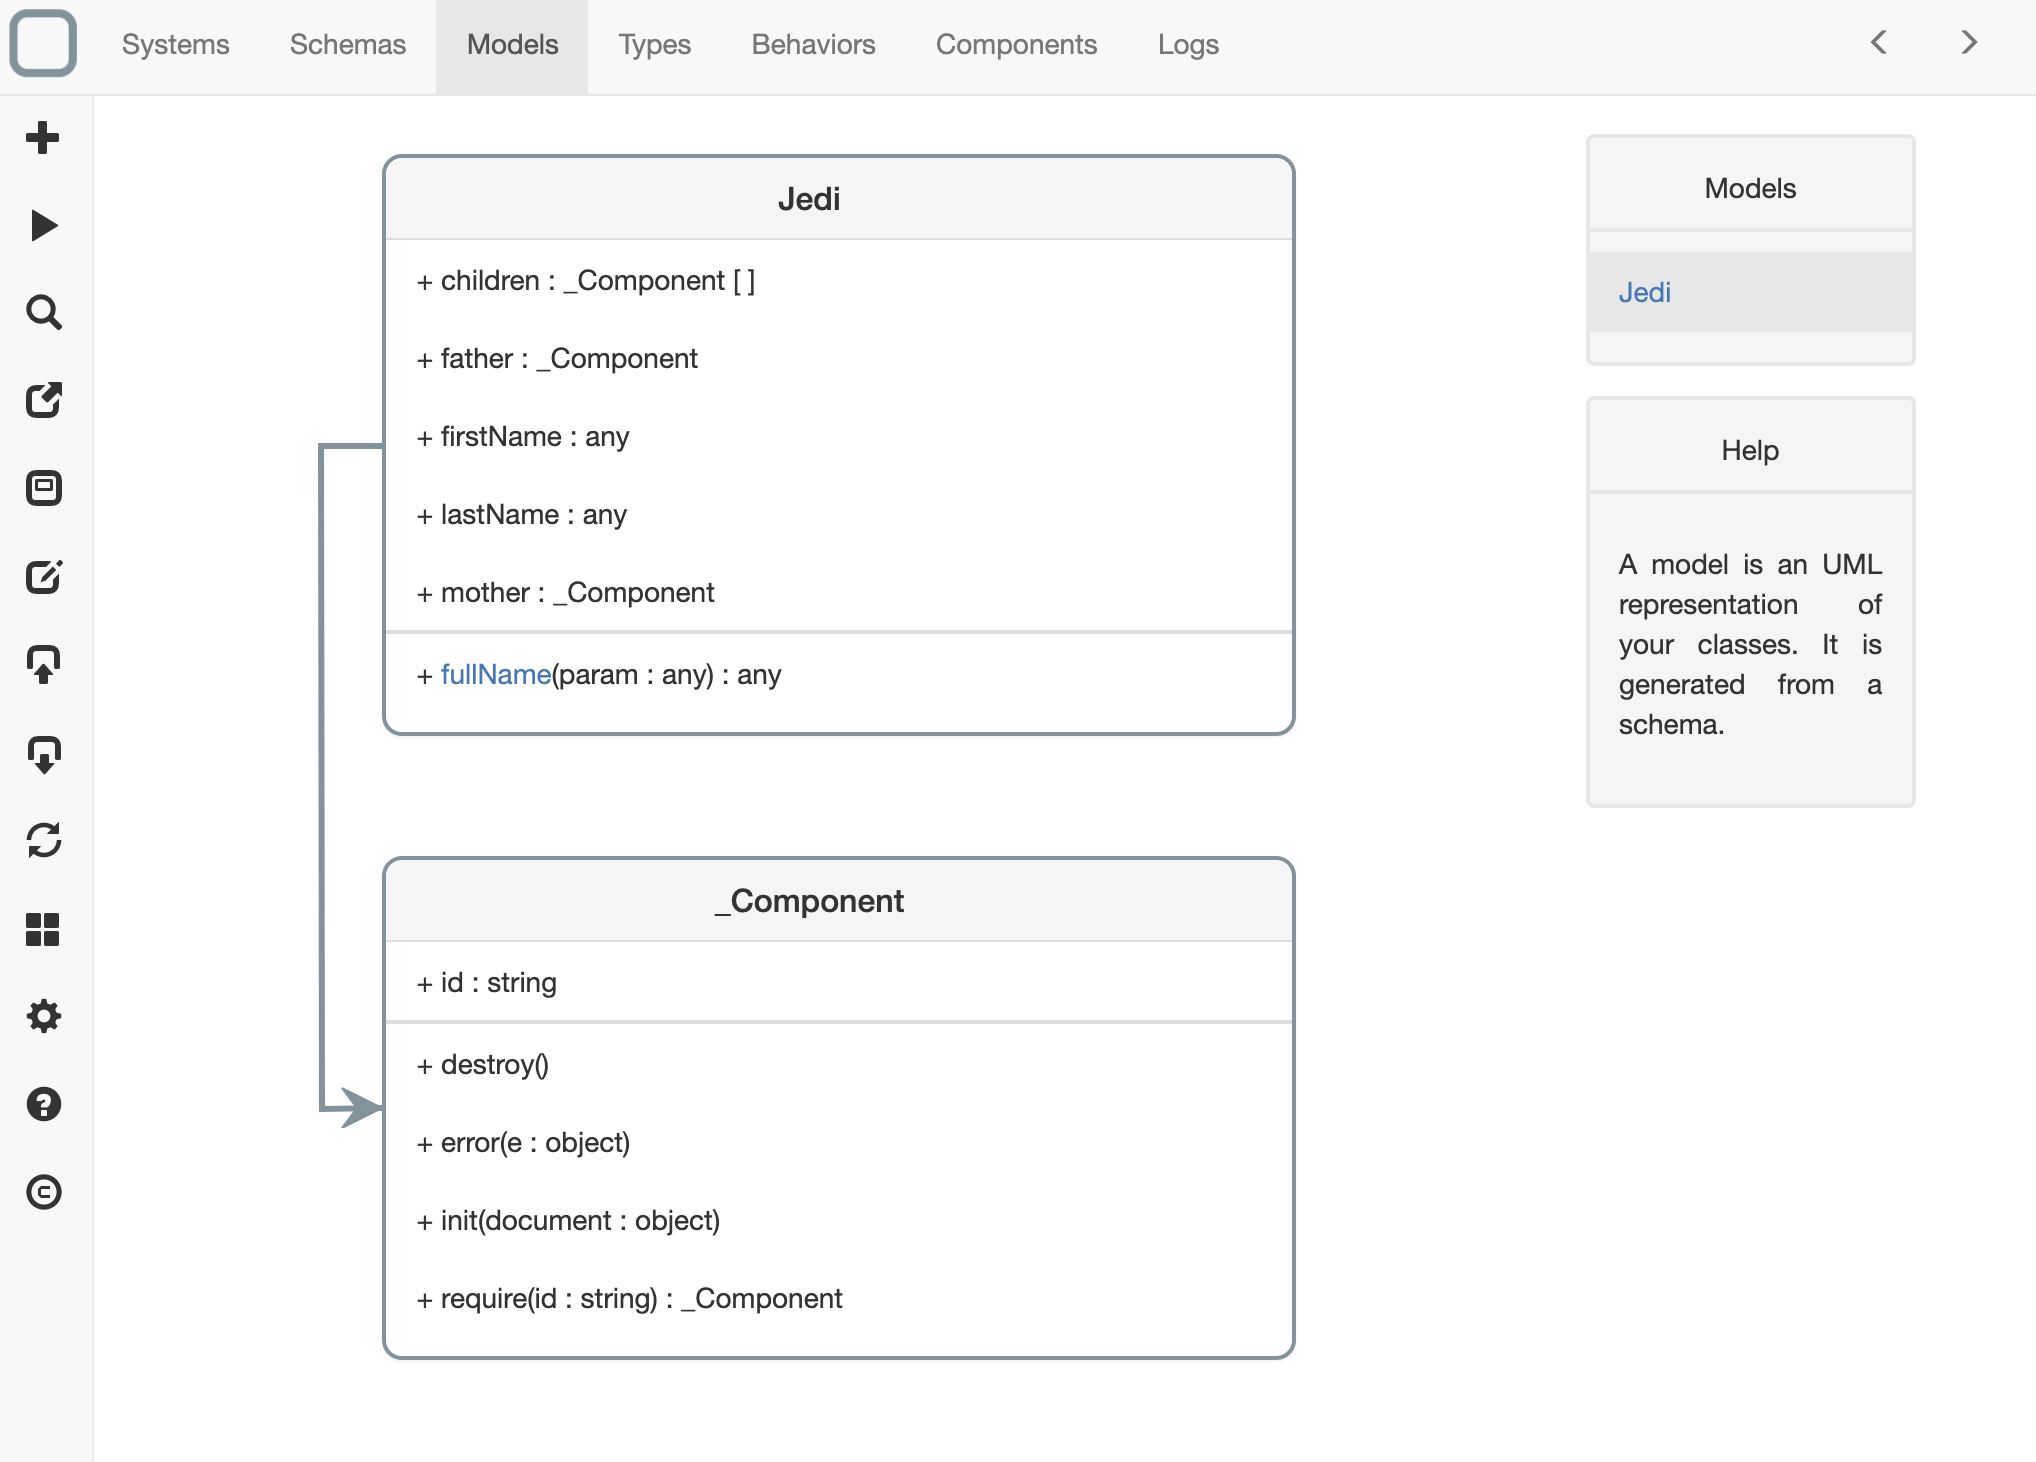 Systems Schemas Models Types Behaviors Components Logs
Jedi
+ children : _Component [ ]
+ father : _Component
+ firstName : any
+ lastName : any
+ mother : _Component
+ fullName(param : any) : any
_Component
+ id : string
+ destroy()
+ error(e : object)
+ init(document : object)
+ require(id : string) : _Component
Models
Jedi
Help
A model is an UML
representation of
your classes. It is
generated from a
schema.